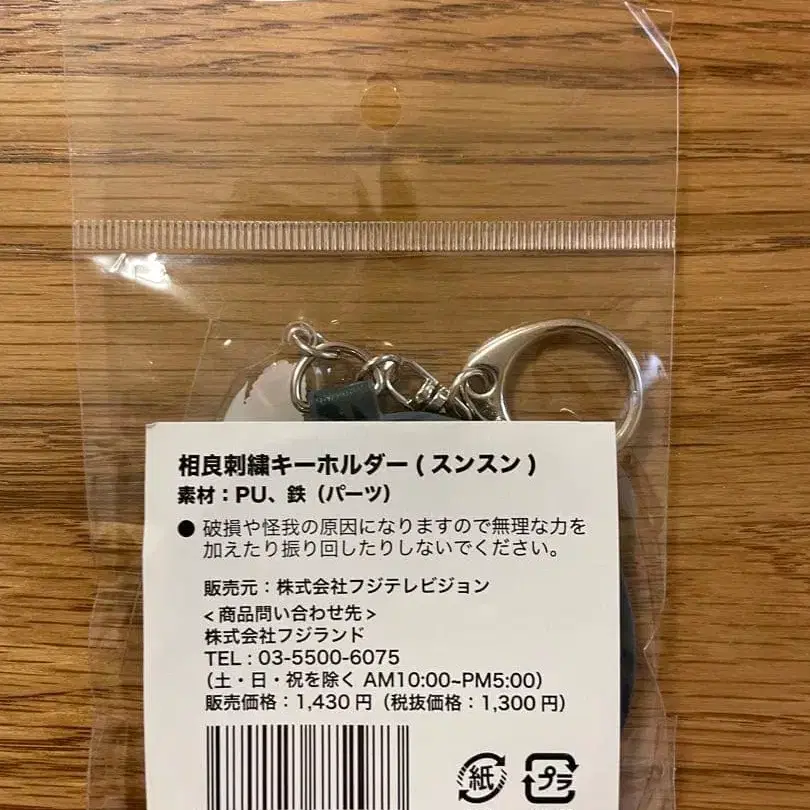 相良刺繍キーホルダー(スンスン)
素材：PU、鉄（パーツ）
● 破損や怪我の原因になりますので無理な力を
加えたり振り回したりしないでください。
販売元：株式会社フジテレビジョン
<商品問い合わせ先>
株式会社フジランド
TEL：03-5500-6075
（土・日・祝を除く AM10:00~PM5:00）
販売価格：1,430円（税抜価格：1,300円）
紙 プラ